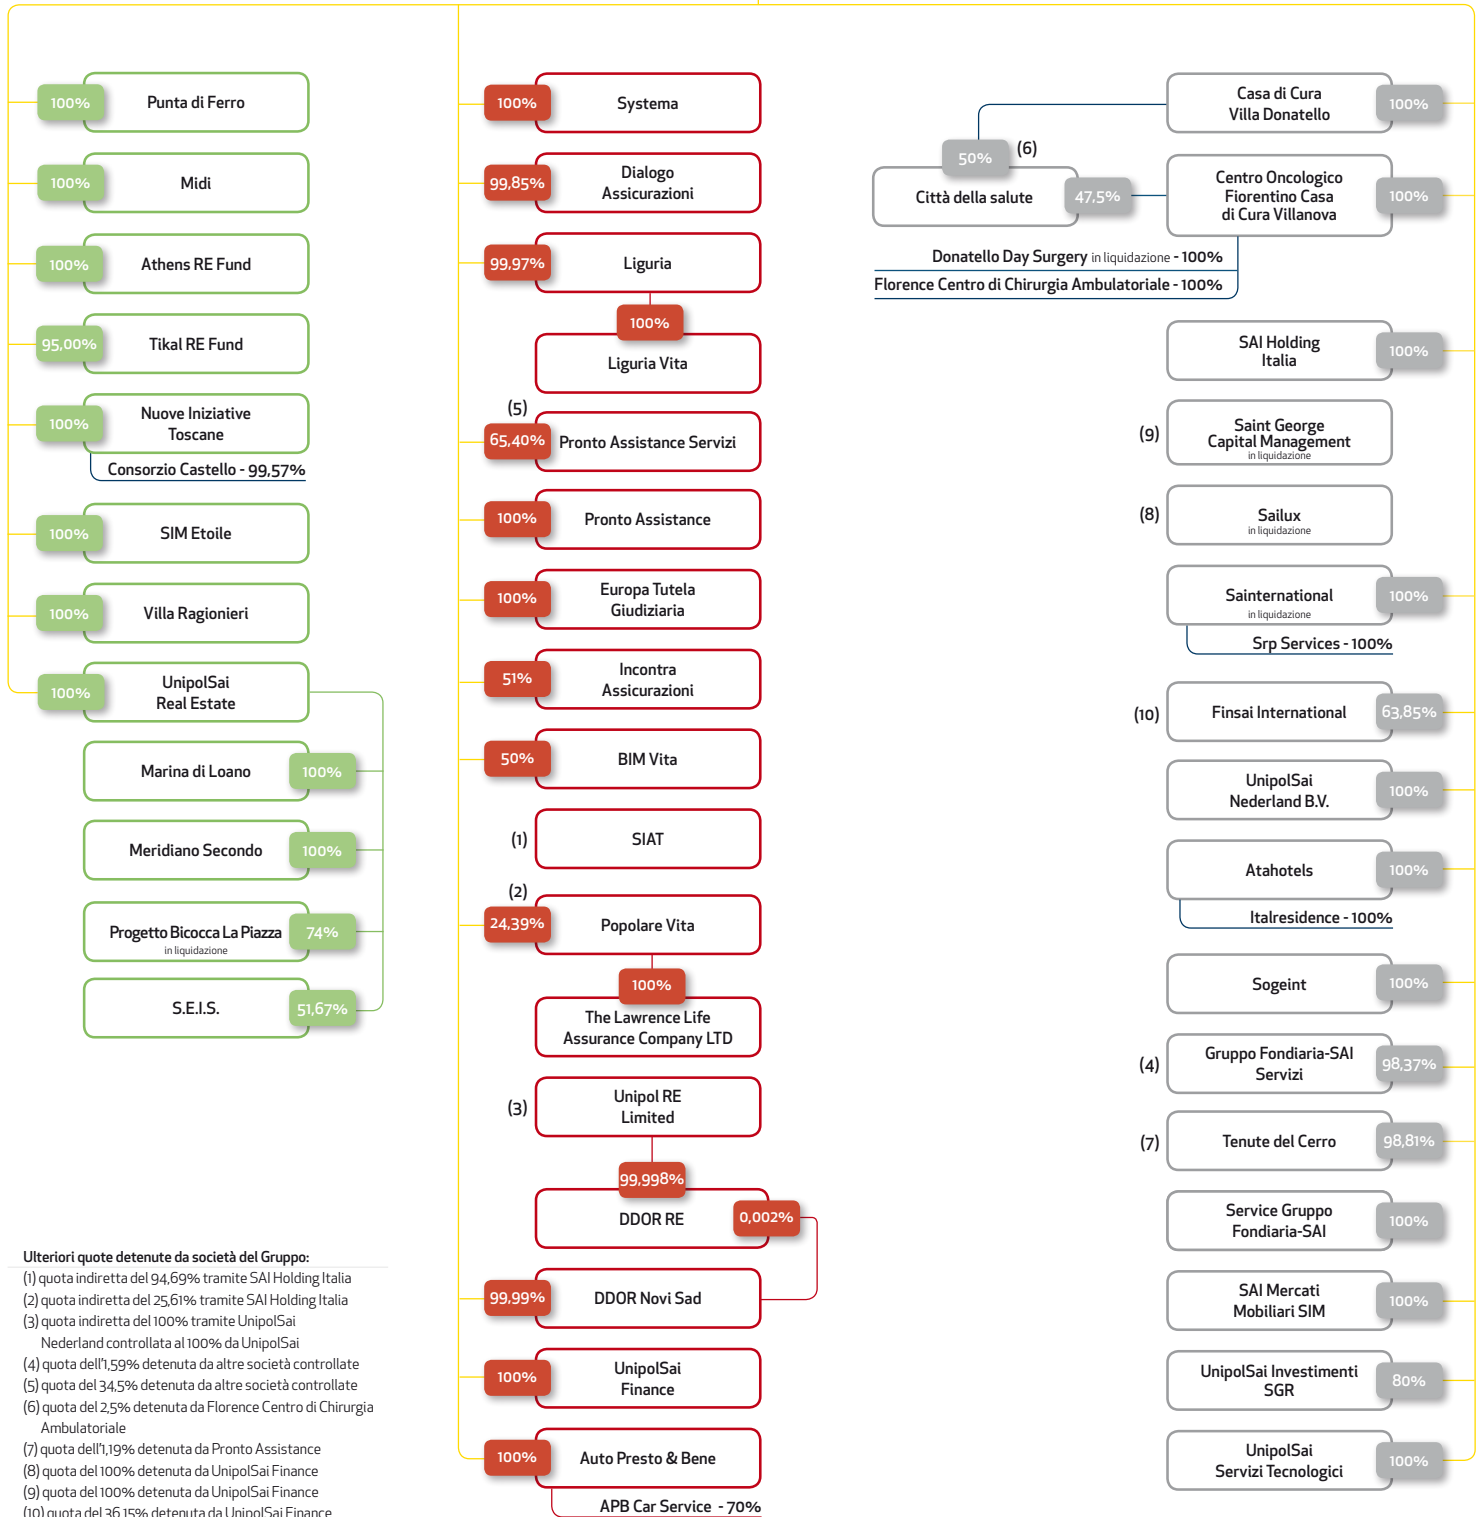 100%
Punta di Ferro
100%
Midi
100%
Athens RE Fund
95,00%
Tikal RE Fund
100%
Nuove Iniziative
Toscane
Consorzio Castello - 99,57%
100%
SIM Etoile
100%
Villa Ragionieri
100%
UnipolSai
Real Estate
Marina di Loano
100%
Meridiano Secondo
100%
Progetto Bicocca La Piazza
in liquidazione
74%
S.E.I.S.
51,67%
Ulteriori quote detenute da società del Gruppo:
(1) quota indiretta del 94,69% tramite SAI Holding Italia
(2) quota indiretta del 25,61% tramite SAI Holding Italia
(3) quota indiretta del 100% tramite UnipolSai
Nederland controllata al 100% da UnipolSai
(4) quota dell'1,59% detenuta da altre società controllate
(5) quota del 34,5% detenuta da altre società controllate
(6) quota del 2,5% detenuta da Florence Centro di Chirurgia
Ambulatoriale
(7) quota dell'1,19% detenuta da Pronto Assistance
(8) quota del 100% detenuta da UnipolSai Finance
(9) quota del 100% detenuta da UnipolSai Finance
(10) quota del 36,15% detenuta da UnipolSai Finance
100%
Systema
99,85%
Dialogo
Assicurazioni
99,97%
Liguria
100%
Liguria Vita
(5)
65,40%
Pronto Assistance Servizi
100%
Pronto Assistance
100%
Europa Tutela
Giudiziaria
51%
Incontra
Assicurazioni
50%
BIM Vita
(1)
SIAT
(2)
24,39%
Popolare Vita
100%
The Lawrence Life
Assurance Company LTD
(3)
Unipol RE
Limited
99,998%
DDOR RE
0,002%
99,99%
DDOR Novi Sad
100%
UnipolSai
Finance
100%
Auto Presto & Bene
APB Car Service - 70%
Casa di Cura
Villa Donatello
100%
50%
(6)
Città della salute
47,5%
Centro Oncologico
Fiorentino Casa
di Cura Villanova
100%
Donatello Day Surgery in liquidazione - 100%
Florence Centro di Chirurgia Ambulatoriale - 100%
SAI Holding
Italia
100%
(9)
Saint George
Capital Management
in liquidazione
(8)
Sailux
in liquidazione
Sainternational
in liquidazione
100%
Srp Services - 100%
(10)
Finsai International
63,85%
UnipolSai
Nederland B.V.
100%
Atahotels
100%
Italresidence - 100%
Sogeint
100%
(4)
Gruppo Fondiaria-SAI
Servizi
98,37%
(7)
Tenute del Cerro
98,81%
Service Gruppo
Fondiaria-SAI
100%
SAI Mercati
Mobiliari SIM
100%
UnipolSai Investimenti
SGR
80%
UnipolSai
Servizi Tecnologici
100%